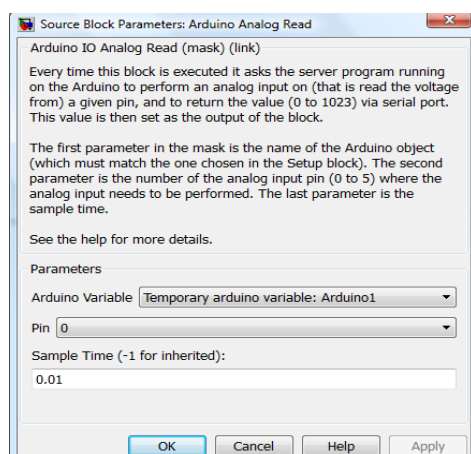 Source Block Parameters: Arduino Analog Read
Arduino IO Analog Read (mask) (link)
Every time this block is executed it asks the server program running
on the Arduino to perform an analog input on (that is read the voltage
from) a given pin, and to return the value (0 to 1023) via serial port.
This value is then set as the output of the block.
The first parameter in the mask is the name of the Arduino object
(which must match the one chosen in the Setup block). The second
parameter is the number of the analog input pin (0 to 5) where the
analog input needs to be performed. The last parameter is the
sample time.
See the help for more details.
Parameters
Arduino Variable Temporary arduino variable: Arduino1
Pin 0
Sample Time (-1 for inherited):
0.01
OK Cancel Help Apply